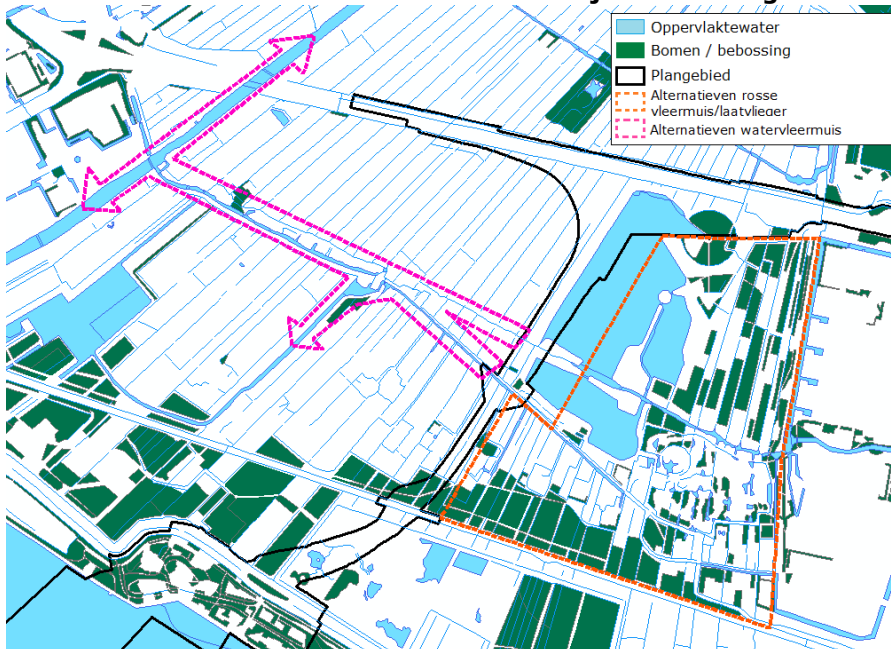 Oppervlaktewater
Bomen / bebossing
Plangebied
Alternatieven rosse
vleermuis/laatvlieger
Alternatieven watervleermuis